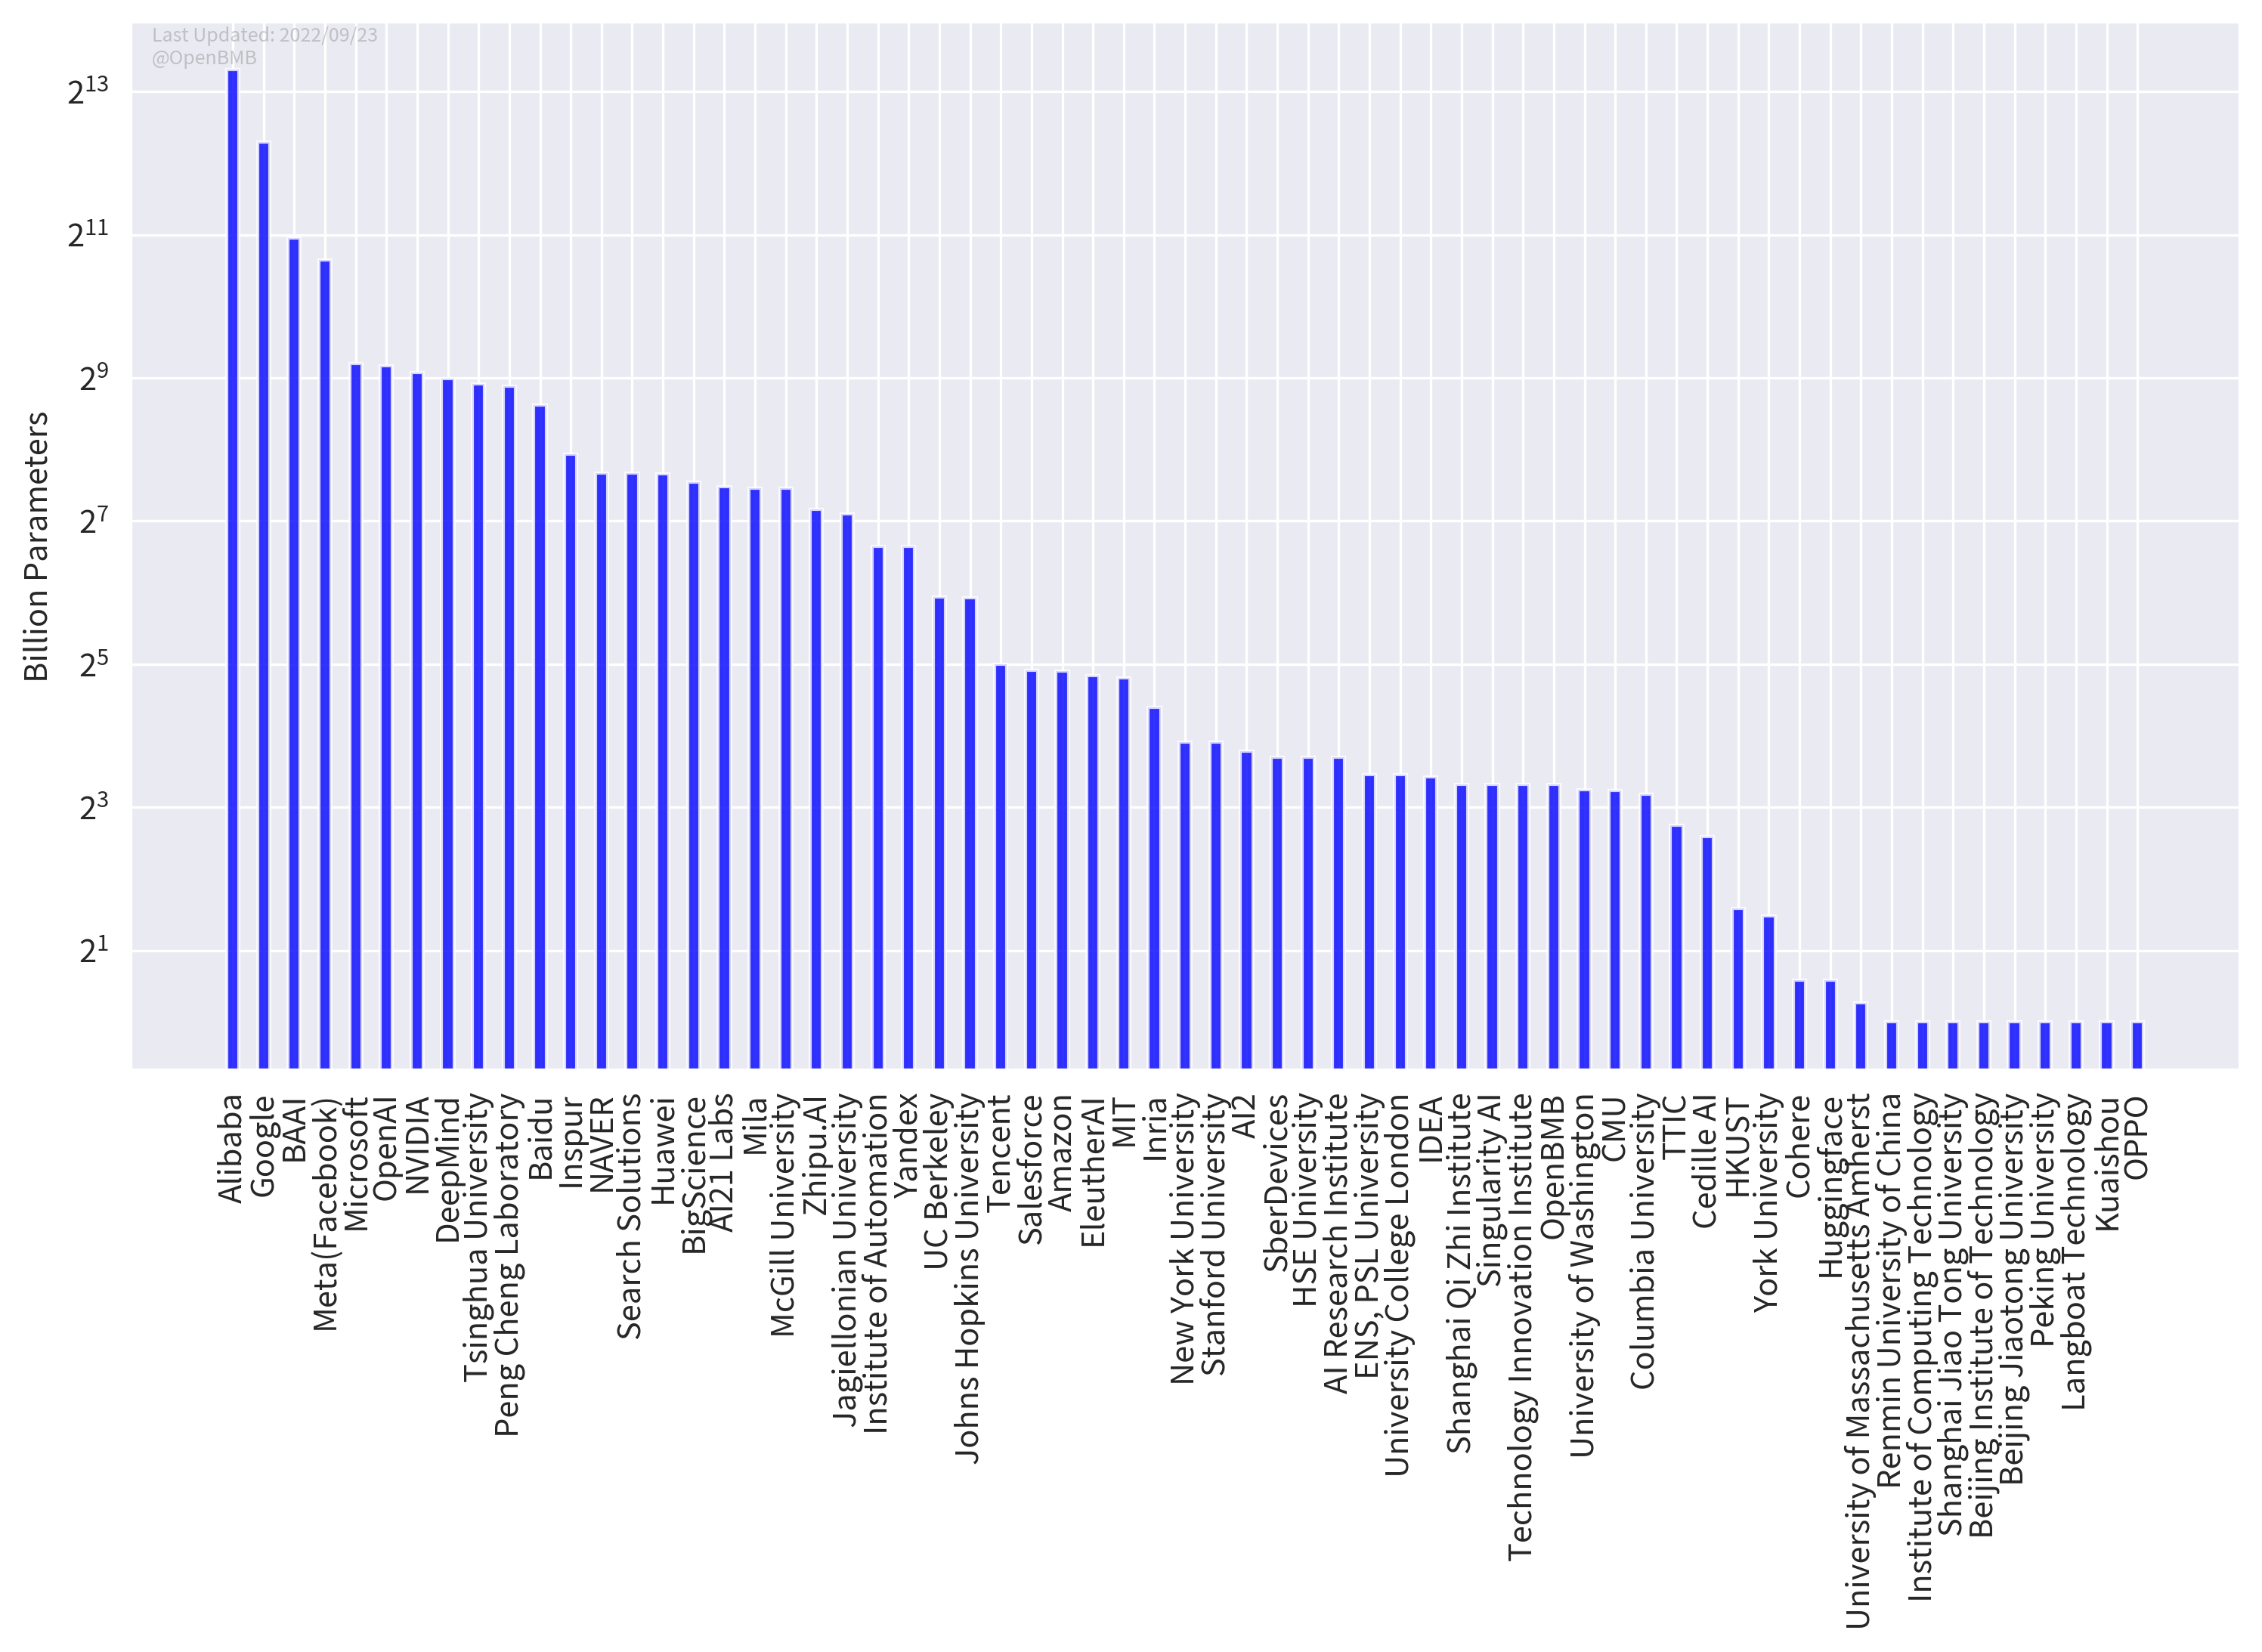 Last Updated: 2022/09/23
@OpenBMB
2^13
2^11
2^9
2^7
2^5
2^3
2^1
Billion Parameters
Alibaba
Google
BAAI
Meta(Facebook)
Microsoft
OpenAI
NVIDIA
DeepMind
Tsinghua University
Peng Cheng Laboratory
Baidu
Inspur
NAVER
Search Solutions
Huawei
BigScience
AI21 Labs
Mila
McGill University
Zhipu.AI
Jagiellonian University
Institute of Automation
Yandex
UC Berkeley
Johns Hopkins University
Tencent
Salesforce
Amazon
EleutherAI
MIT
Inria
New York University
Stanford University
AI2
SberDevices
HSE University
AI Research Institute
ENS, PSL University
University College London
IDEA
Shanghai Qi Zhi Institute
Singularity AI
Technology Innovation Institute
OpenBMB
University of Washington
CMU
Columbia University
TTIC
Cedille AI
HKUST
York University
Cohere
Huggingface
University of Massachusetts Amherst
Renmin University of China
Institute of Computing Technology
Shanghai Jiao Tong University
Beijing Institute of Technology
Beijing Jiaotong University
Peking University
Langboat Technology
Kuaishou
OPPO